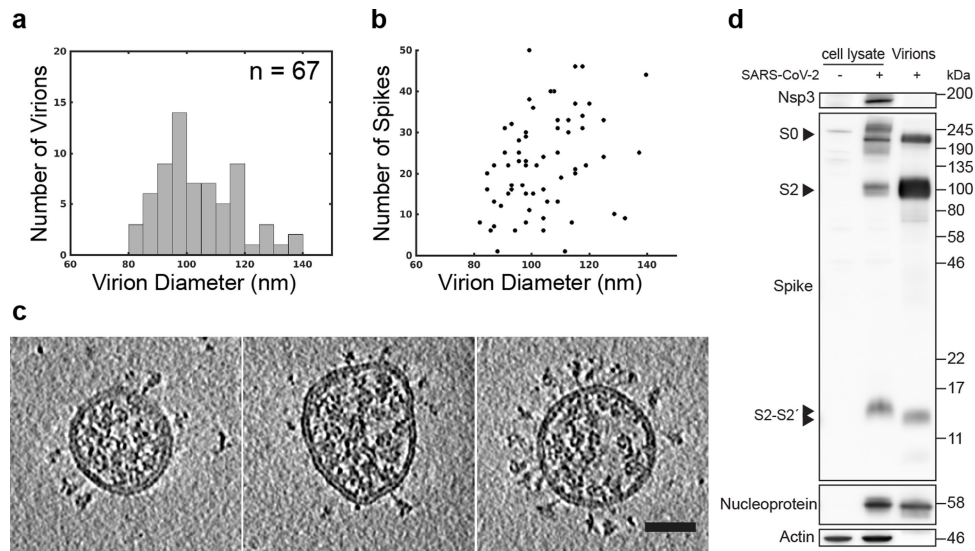 a
n = 67
Number of Virions
20
15
10
5
0
60 80 100 120 140
Virion Diameter (nm)
b
Number of Spikes
50
40
30
20
10
0
60 80 100 120 140
Virion Diameter (nm)
c
d
cell lysate Virions
SARS-CoV-2 - + + kDa
Nsp3
200
S0
245
190
135
S2
100
80
58
46
Spike
22
17
S2-S2´
11
Nucleoprotein
58
Actin
46